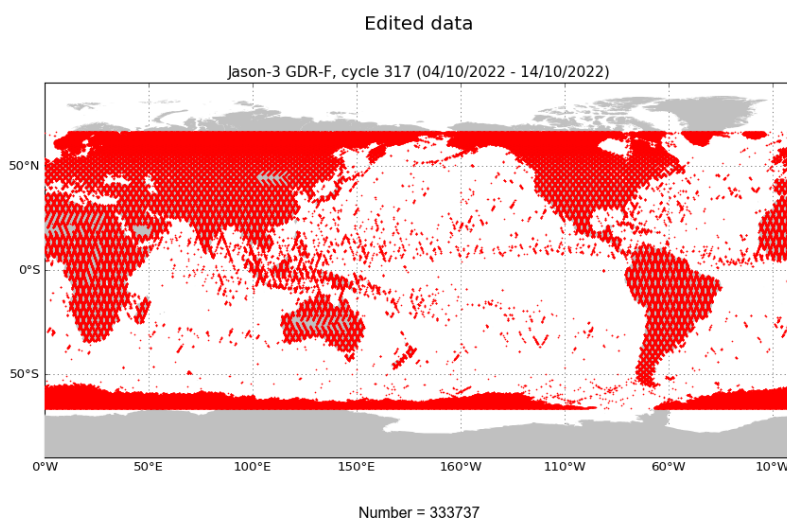 Edited data
Jason-3 GDR-F, cycle 317 (04/10/2022 - 14/10/2022)
50°N
0°S
50°S
0°W 50°E 100°E 150°E 160°W 110°W 60°W 10°W
Number = 333737